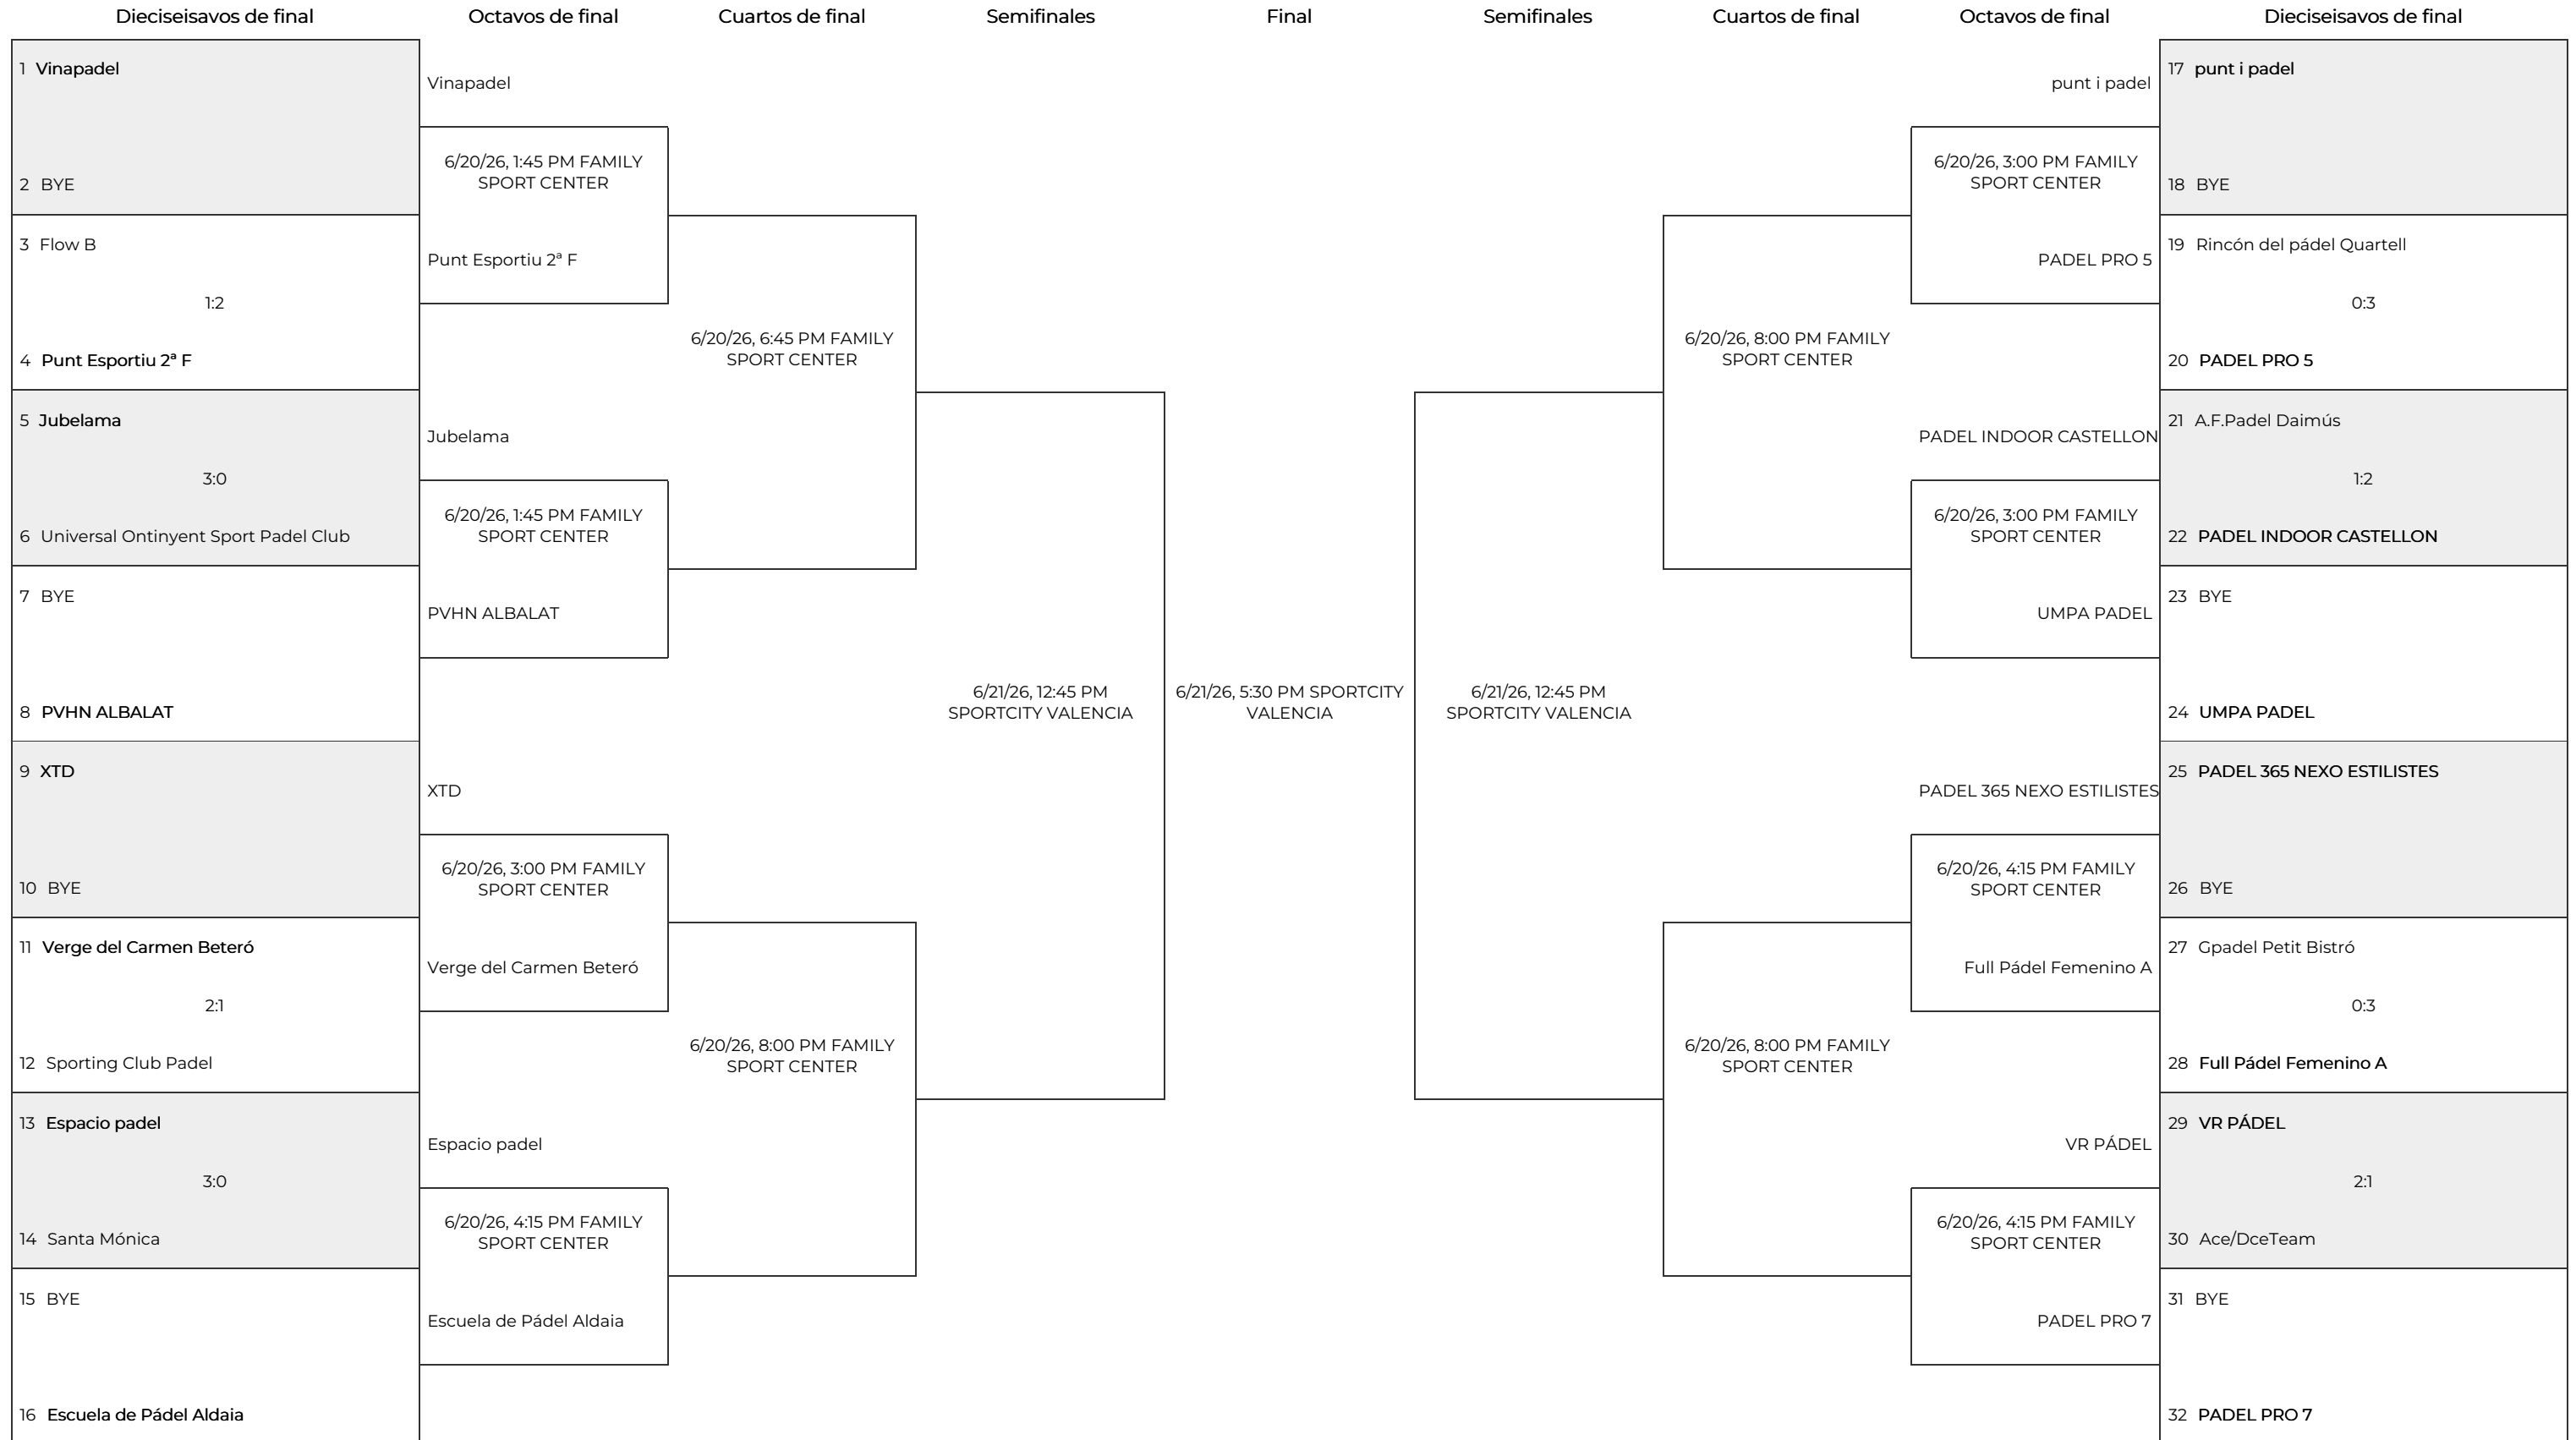 Dieciseisavos de final
Octavos de final
Cuartos de final
Semifinales
Final
Semifinales
Cuartos de final
Octavos de final
Dieciseisavos de final
1 Vinapadel
2 BYE
3 Flow B
1:2
4 Punt Esportiu 2ª F
5 Jubelama
3:0
6 Universal Ontinyent Sport Padel Club
7 BYE
8 PVHN ALBALAT
9 XTD
10 BYE
11 Verge del Carmen Beteró
2:1
12 Sporting Club Padel
13 Espacio padel
3:0
14 Santa Mónica
15 BYE
16 Escuela de Pádel Aldaia
Vinapadel
6/20/26, 1:45 PM FAMILY
SPORT CENTER
Punt Esportiu 2ª F
Jubelama
6/20/26, 1:45 PM FAMILY
SPORT CENTER
PVHN ALBALAT
XTD
6/20/26, 3:00 PM FAMILY
SPORT CENTER
Verge del Carmen Beteró
Espacio padel
6/20/26, 4:15 PM FAMILY
SPORT CENTER
Escuela de Pádel Aldaia
6/20/26, 6:45 PM FAMILY
SPORT CENTER
6/20/26, 8:00 PM FAMILY
SPORT CENTER
6/21/26, 12:45 PM
SPORTCITY VALENCIA
6/21/26, 5:30 PM SPORTCITY
VALENCIA
6/21/26, 12:45 PM
SPORTCITY VALENCIA
6/20/26, 8:00 PM FAMILY
SPORT CENTER
6/20/26, 8:00 PM FAMILY
SPORT CENTER
punt i padel
6/20/26, 3:00 PM FAMILY
SPORT CENTER
PADEL PRO 5
PADEL INDOOR CASTELLON
6/20/26, 3:00 PM FAMILY
SPORT CENTER
UMPA PADEL
PADEL 365 NEXO ESTILISTES
6/20/26, 4:15 PM FAMILY
SPORT CENTER
Full Pádel Femenino A
VR PÁDEL
6/20/26, 4:15 PM FAMILY
SPORT CENTER
PADEL PRO 7
17 punt i padel
18 BYE
19 Rincón del pádel Quartell
0:3
20 PADEL PRO 5
21 A.F.Padel Daimús
1:2
22 PADEL INDOOR CASTELLON
23 BYE
24 UMPA PADEL
25 PADEL 365 NEXO ESTILISTES
26 BYE
27 Gpadel Petit Bistró
0:3
28 Full Pádel Femenino A
29 VR PÁDEL
2:1
30 Ace/DceTeam
31 BYE
32 PADEL PRO 7